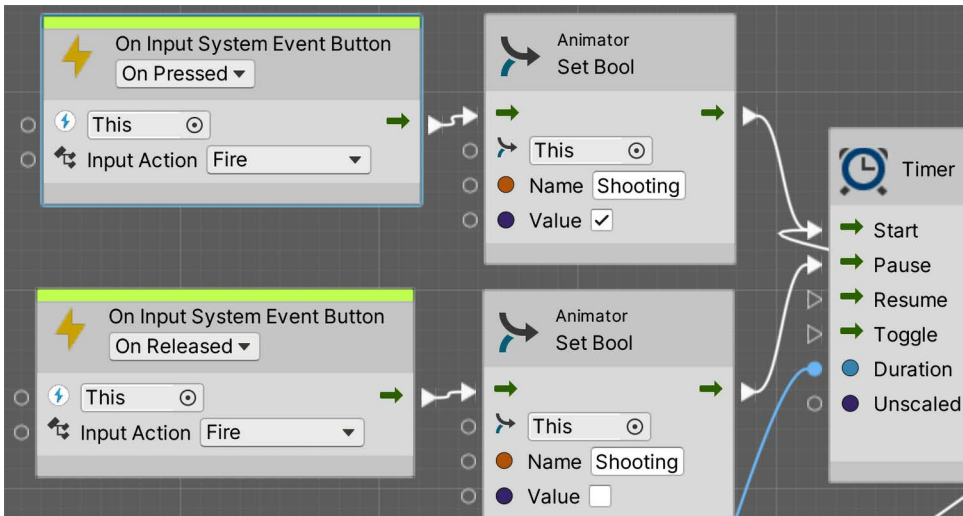 On Input System Event Button
On Pressed
This
Input Action Fire
Animator
Set Bool
This
Name Shooting
Value
Timer
Start
Pause
Resume
Toggle
Duration
Unscaled
On Input System Event Button
On Released
This
Input Action Fire
Animator
Set Bool
This
Name Shooting
Value